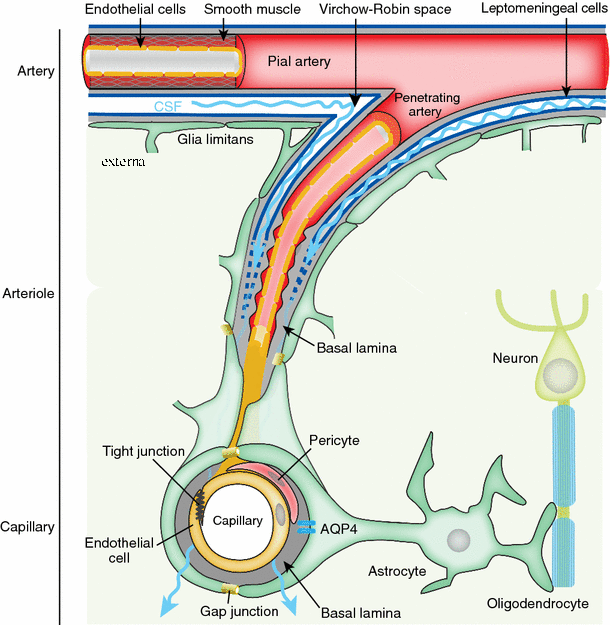 Endothelial cells
Smooth muscle
Virchow-Robin space
Leptomeningeal cells
Artery
Pial artery
CSF
Penetrating
artery
Glia limitans
externa
Arteriole
Basal lamina
Neuron
Pericyte
Tight junction
Capillary
Capillary
AQP4
Endothelial
cell
Astrocyte
Oligodendrocyte
Gap junction
Basal lamina